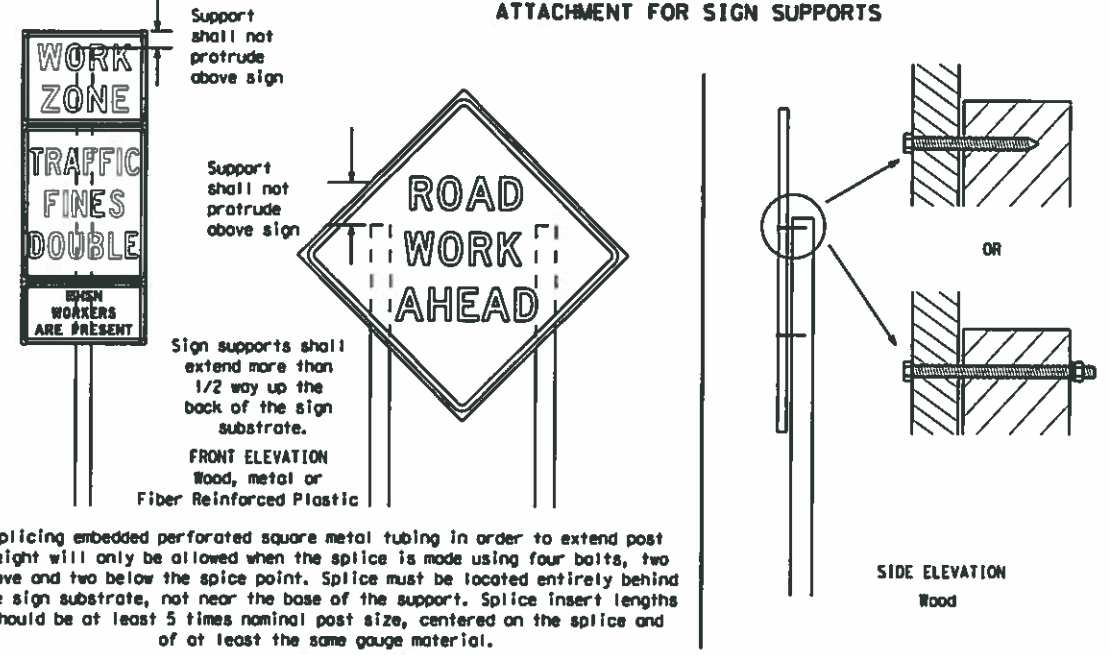 ATTACHMENT FOR SIGN SUPPORTS
Support
shall not
protrude
above sign
WORK
ZONE
TRAFFIC
FINES
DOUBLE
WHEN
WORKERS
ARE PRESENT
Support
shall not
protrude
above sign
ROAD
WORK
AHEAD
Sign supports shall
extend more than
1/2 way up the
back of the sign
substrate.
FRONT ELEVATION
Wood, metal or
Fiber Reinforced Plastic
OR
SIDE ELEVATION
Wood
plicing embedded perforated square metal tubing in order to extend post
eight will only be allowed when the splice is made using four bolts, two
ve and two below the spice point. Splice must be located entirely behind
e sign substrate, not near the base of the support. Splice insert lengths
hould be at least 5 times nominal post size, centered on the splice and
of at least the same gauge material.